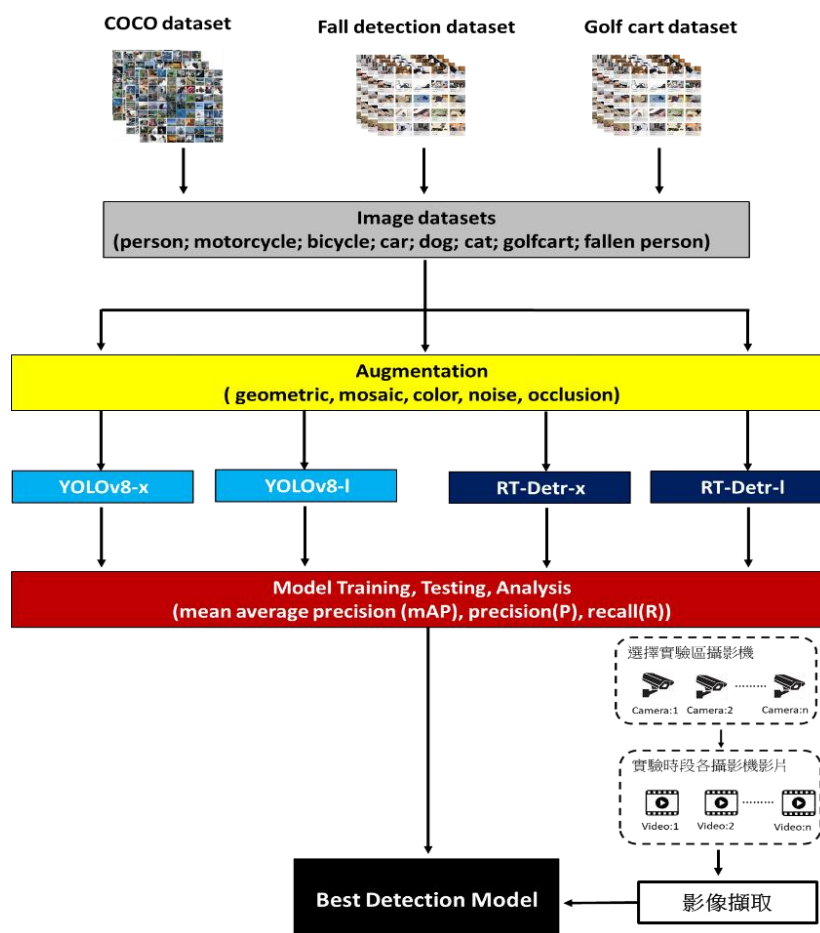 COCO dataset
Fall detection dataset
Golf cart dataset
Image datasets
(person; motorcycle; bicycle; car; dog; cat; golfcart; fallen person)
Augmentation
( geometric, mosaic, color, noise, occlusion)
YOLOv8-x
YOLOv8-l
RT-Detr-x
RT-Detr-l
Model Training, Testing, Analysis
(mean average precision (mAP), precision(P), recall(R))
選擇實驗區攝影機
Camera:1 Camera:2 ⋯⋯⋯ Camera:n
實驗時段各攝影機影片
Video:1 Video:2 ⋯⋯⋯ Video:n
Best Detection Model
影像擷取